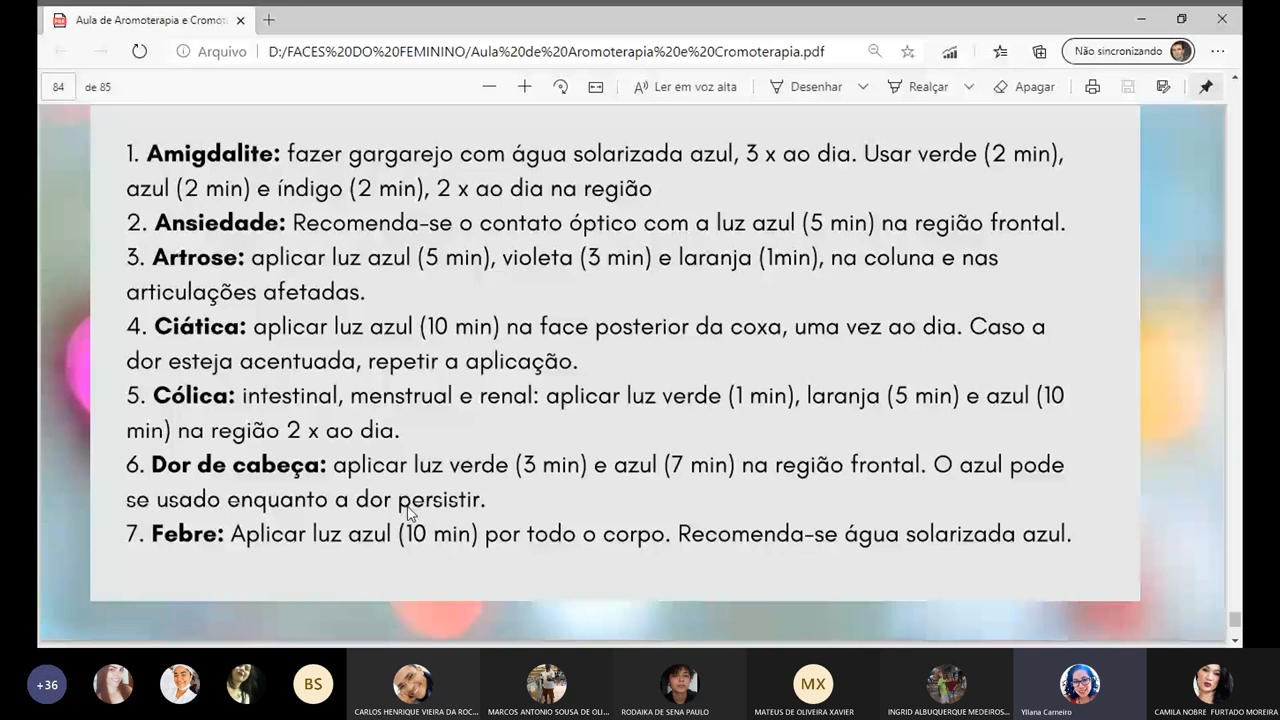 Aula de Aromoterapia e Cromot
Arquivo
D:/FACES%20DO%20FEMININO/Aula%20de%20Aromoterapia%20e%20Cromoterapia.pdf
Não sincronizando
84 de 85
Ler em voz alta
Desenhar
Realçar
Apagar
1. Amigdalite: fazer gargarejo com água solarizada azul, 3 x ao dia. Usar verde (2 min),
azul (2 min) e índigo (2 min), 2 x ao dia na região
2. Ansiedade: Recomenda-se o contato óptico com a luz azul (5 min) na região frontal.
3. Artrose: aplicar luz azul (5 min), violeta (3 min) e laranja (1min), na coluna e nas
articulações afetadas.
4. Ciática: aplicar luz azul (10 min) na face posterior da coxa, uma vez ao dia. Caso a
dor esteja acentuada, repetir a aplicação.
5. Cólica: intestinal, menstrual e renal: aplicar luz verde (1 min), laranja (5 min) e azul (10
min) na região 2 x ao dia.
6. Dor de cabeça: aplicar luz verde (3 min) e azul (7 min) na região frontal. O azul pode
se usado enquanto a dor persistir.
7. Febre: Aplicar luz azul (10 min) por todo o corpo. Recomenda-se água solarizada azul.
+36
BS
CARLOS HENRIQUE VIEIRA DA ROC...
MARCOS ANTONIO SOUSA DE OLI...
RODAIKA DE SENA PAULO
MX
MATEUS DE OLIVEIRA XAVIER
INGRID ALBUQUERQUE MEDEIROS...
Yllana Carneiro
CAMILA NOBRE FURTADO MOREIRA